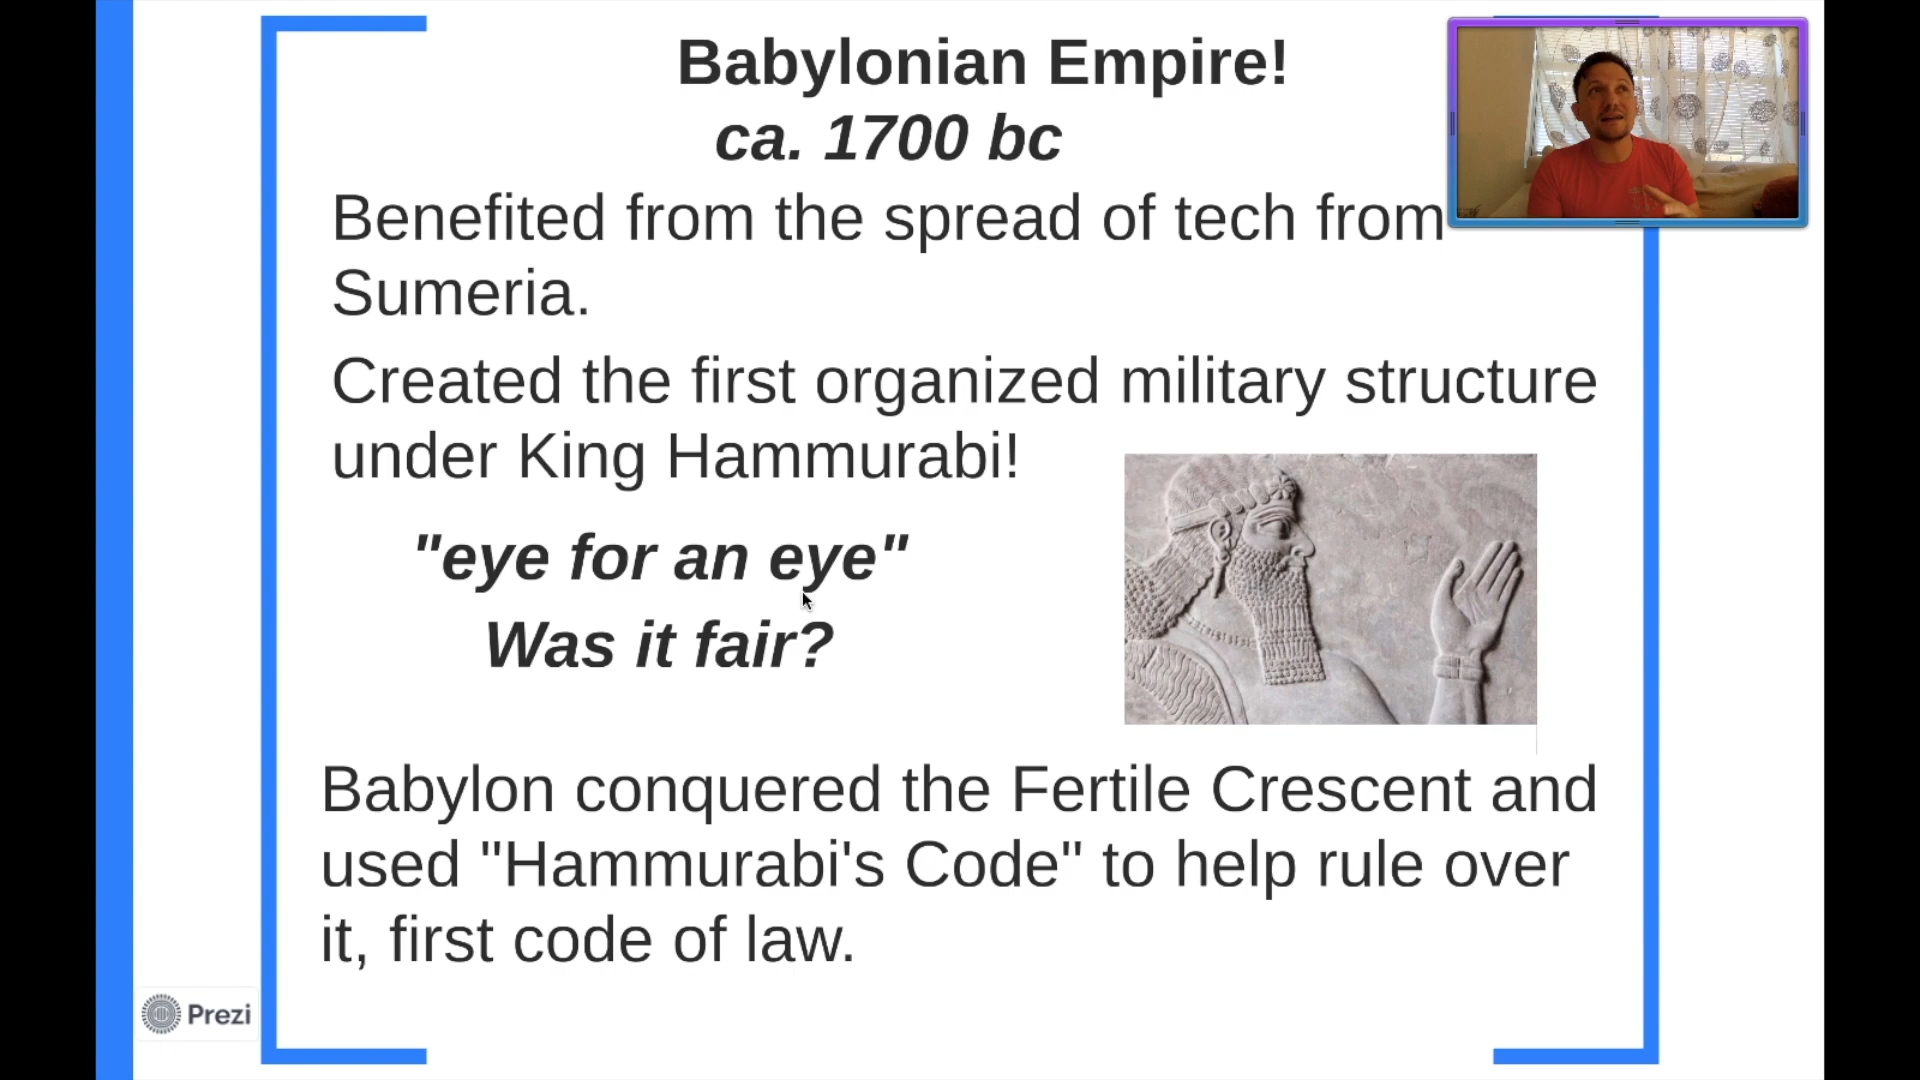 Babylonian Empire!
ca. 1700 bc
Benefited from the spread of tech from
Sumeria.
Created the first organized military structure
under King Hammurabi!
"eye for an eye"
Was it fair?
Babylon conquered the Fertile Crescent and
used "Hammurabi's Code" to help rule over
it, first code of law.
Prezi